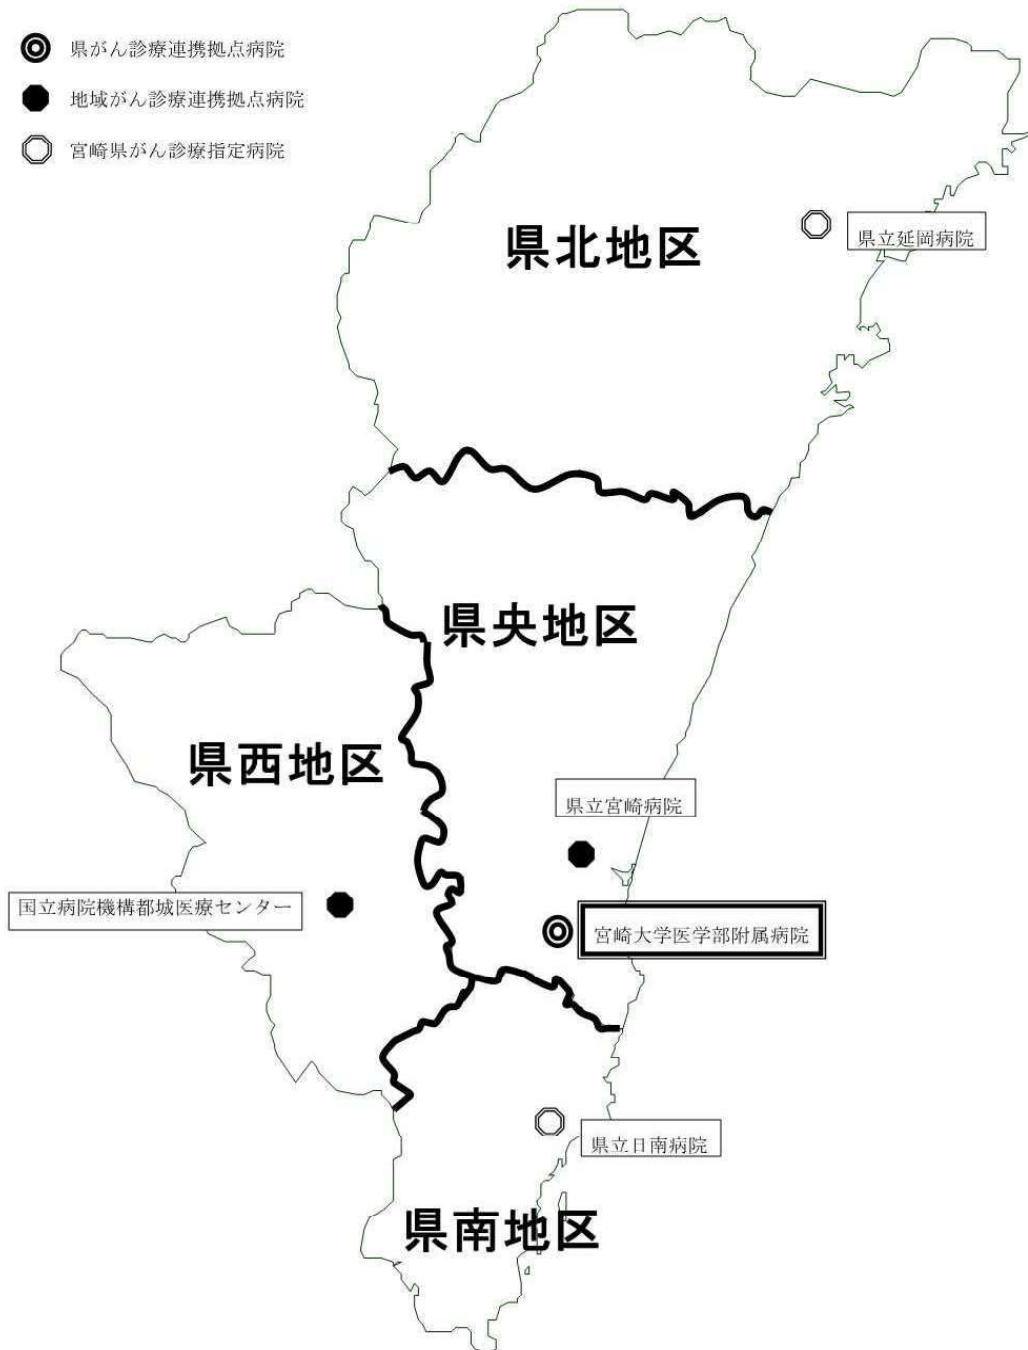 県がん診療連携拠点病院
地域がん診療連携拠点病院
宮崎県がん診療指定病院
県北地区
県立延岡病院
県央地区
県西地区
県立宮崎病院
国立病院機構都城医療センター
宮崎大学医学部附属病院
県立日南病院
県南地区